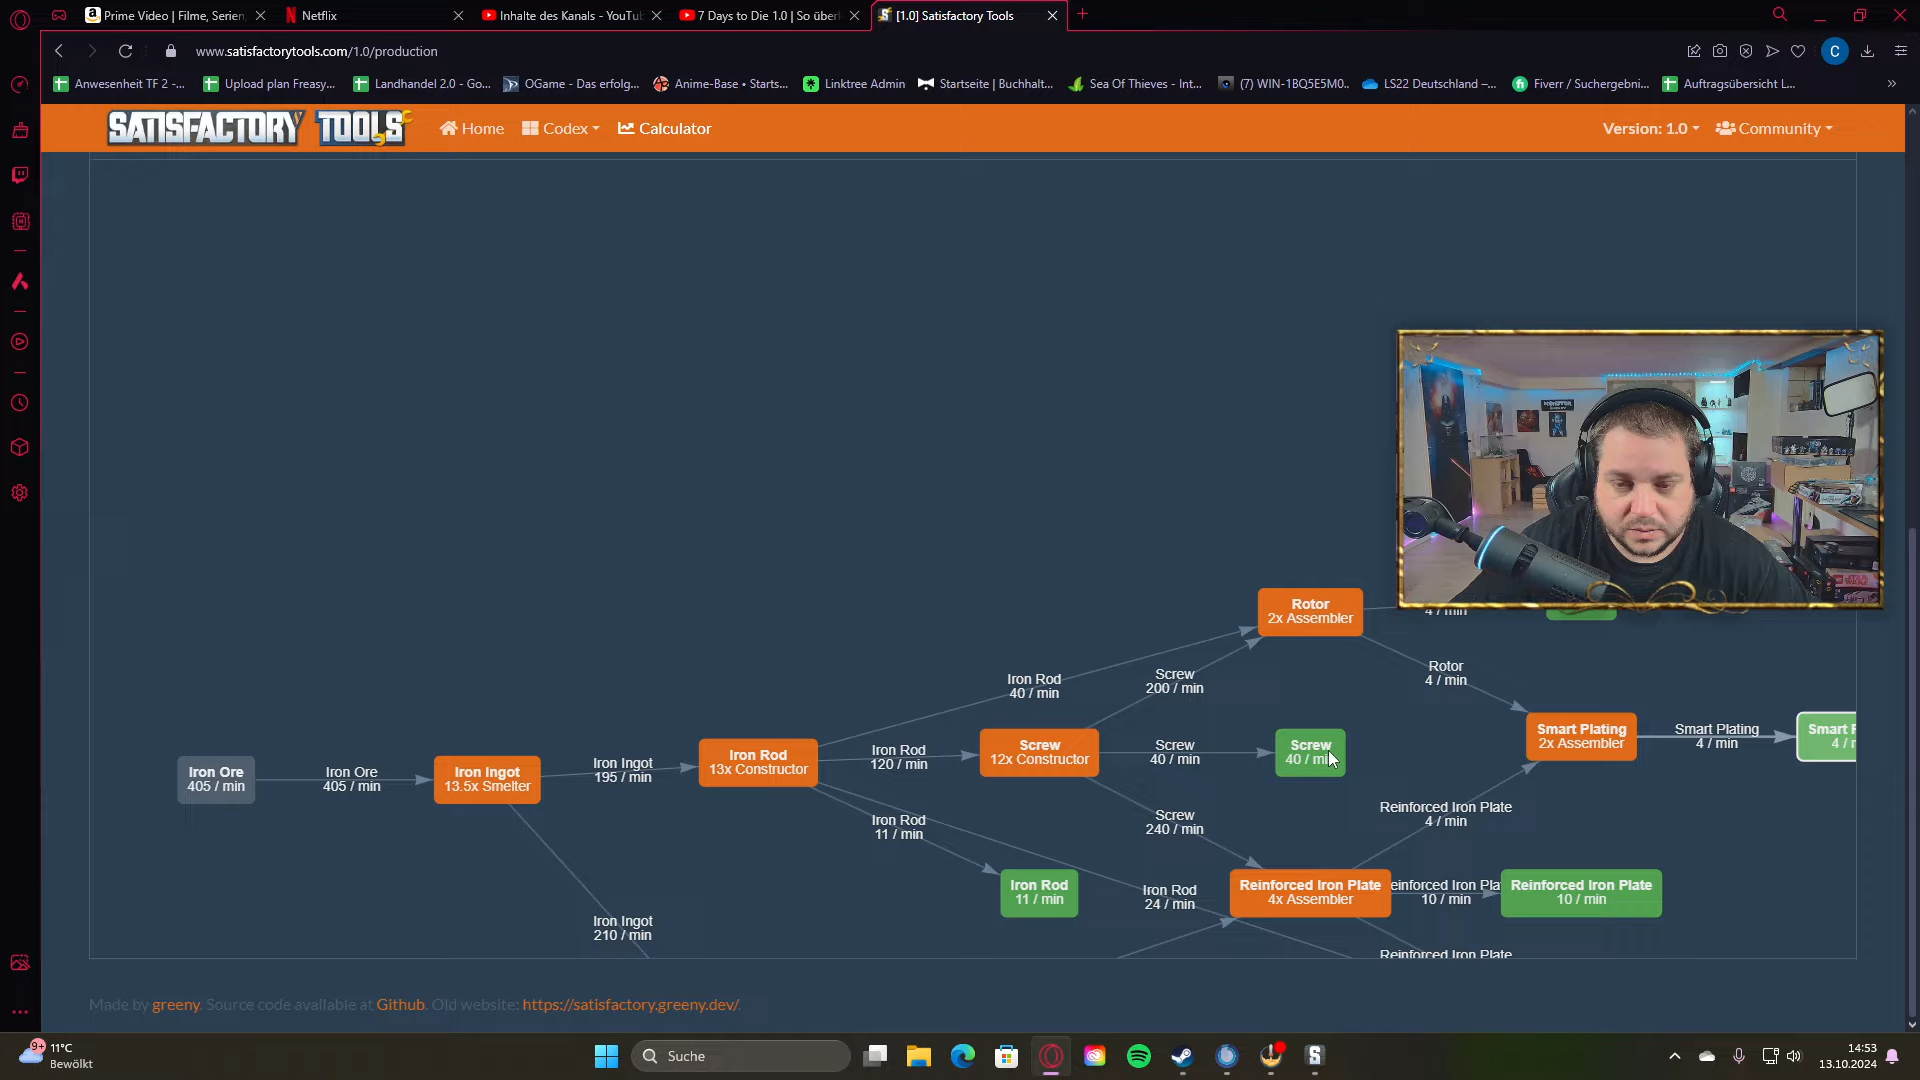 Prime Video | Filme, Serien,
Netflix
Inhalte des Kanals - YouTu
7 Days to Die 1.0 | So über
[1.0] Satisfactory Tools
www.satisfactorytools.com/1.0/production
C
Anwesenheit TF 2 -...
Upload plan Freasy...
Landhandel 2.0 - Go...
OGame - Das erfolg...
Anime-Base • Starts...
Linktree Admin
Startseite | Buchhalt...
Sea Of Thieves - Int...
(7) WIN-1BQ5E5M0...
LS22 Deutschland –...
Fiverr / Suchergebni...
Auftragsübersicht L...
SATISFACTORY TOOLS
Home
Codex
Calculator
Version: 1.0
Community
Rotor
2x Assembler
4 / min
Rotor
4 / min
Iron Rod
40 / min
Screw
200 / min
Iron Ore
405 / min
Iron Ore
405 / min
Iron Ingot
13.5x Smelter
Iron Ingot
195 / min
Iron Rod
13x Constructor
Iron Rod
120 / min
Screw
12x Constructor
Screw
40 / min
Screw
40 / min
Smart Plating
2x Assembler
Smart Plating
4 / min
Smart
Iron Rod
11 / min
Screw
240 / min
Reinforced Iron Plate
4 / min
Iron Rod
11 / min
Iron Rod
24 / min
Reinforced Iron Plate
4x Assembler
einforced Iron Pla
10 / min
Reinforced Iron Plate
10 / min
Iron Ingot
210 / min
Reinforced Iron Plate
Made by greeny. Source code available at Github. Old website: https://satisfactory.greeny.dev/.
9+
11°C
Bewölkt
Suche
14:53
13.10.2024